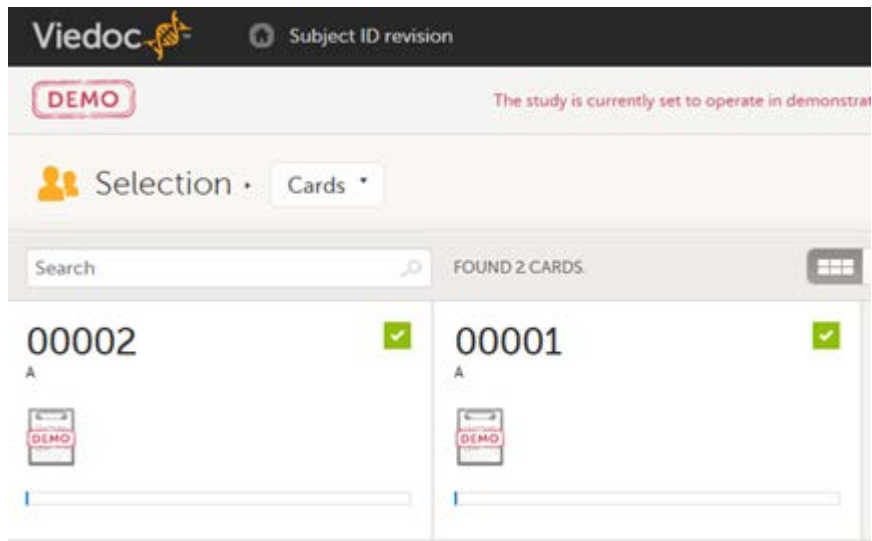 Viedoc Subject ID revision
DEMO The study is currently set to operate in demonstrat
Selection Cards
Search FOUND 2 CARDS.
00002 00001
A A
DEMO DEMO